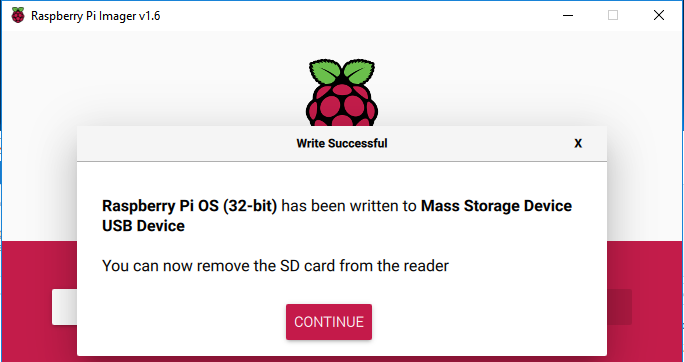 Raspberry Pi Imager v1.6
Write Successful
X
Raspberry Pi OS (32-bit) has been written to Mass Storage Device
USB Device
You can now remove the SD card from the reader
CONTINUE